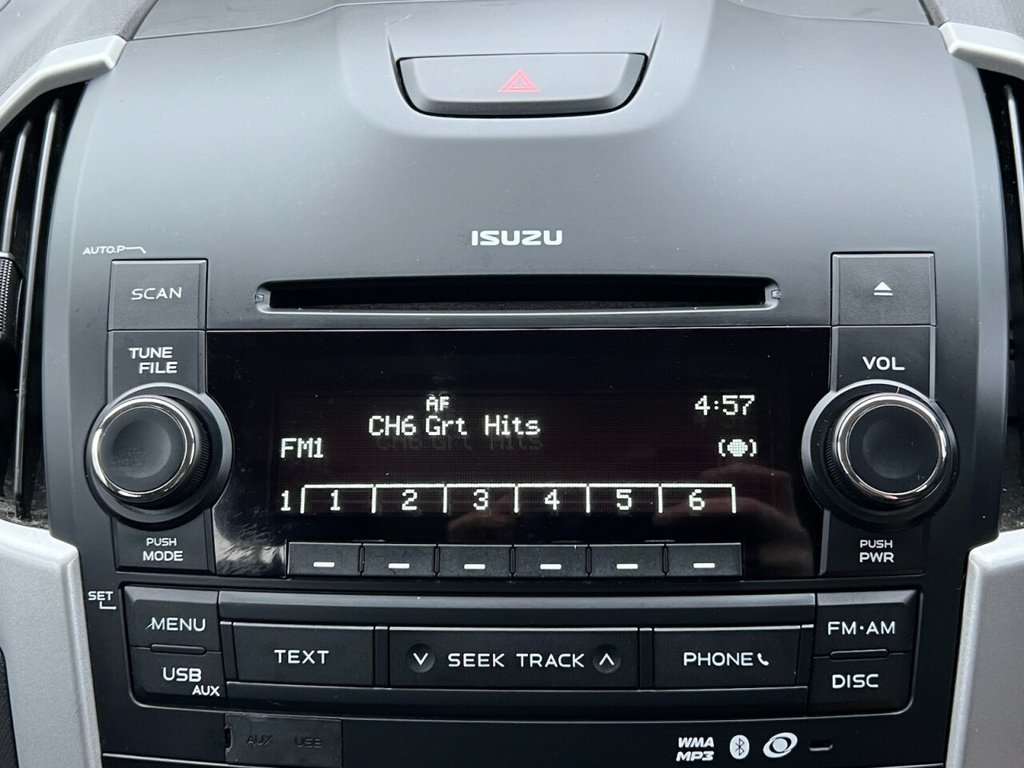 ISUZU
AUTO.P
SCAN
TUNE
FILE
VOL
AF
4:57
CH6 Grt Hits
FM1
1 1 2 3 4 5 6
PUSH
MODE
PUSH
PWR
SET
MENU
FM·AM
TEXT
SEEK TRACK
PHONE
USB
AUX
DISC
AUX USB
WMA
MP3